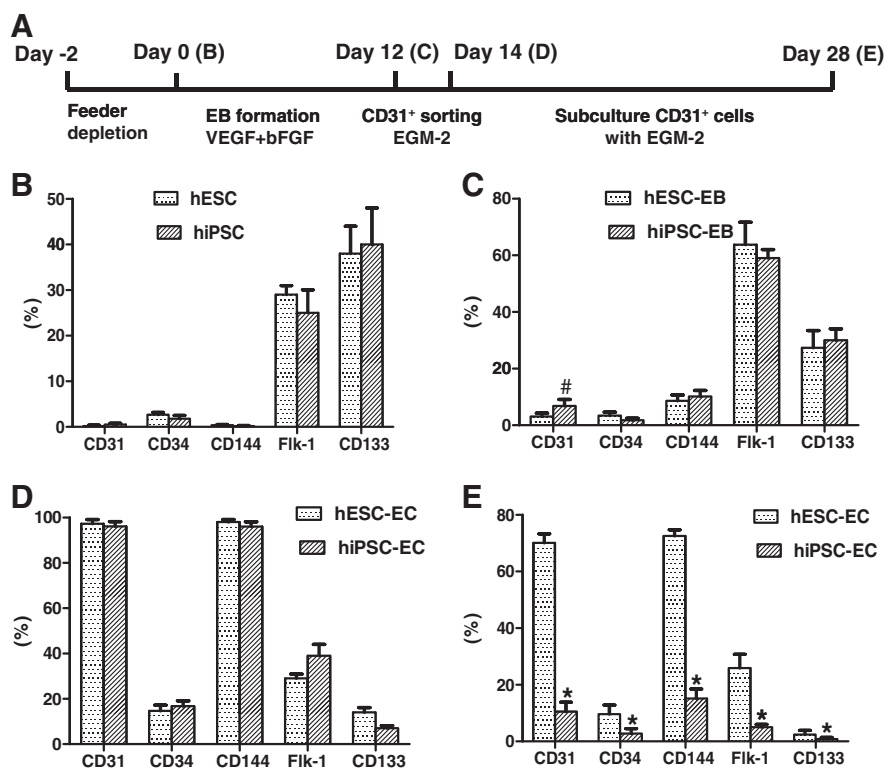 A
Day -2 Day 0 (B) Day 12 (C) Day 14 (D) Day 28 (E)
Feeder depletion
EB formation
VEGF+bFGF
CD31⁺ sorting
EGM-2
Subculture CD31⁺ cells
with EGM-2
B
50
40
30
20
10
0
(%)
hESC
hiPSC
CD31 CD34 CD144 Flk-1 CD133
C
80
60
40
20
0
(%)
hESC-EB
hiPSC-EB
#
CD31 CD34 CD144 Flk-1 CD133
D
100
80
60
40
20
0
(%)
hESC-EC
hiPSC-EC
CD31 CD34 CD144 Flk-1 CD133
E
80
60
40
20
0
(%)
hESC-EC
hiPSC-EC
* * * * *
CD31 CD34 CD144 Flk-1 CD133